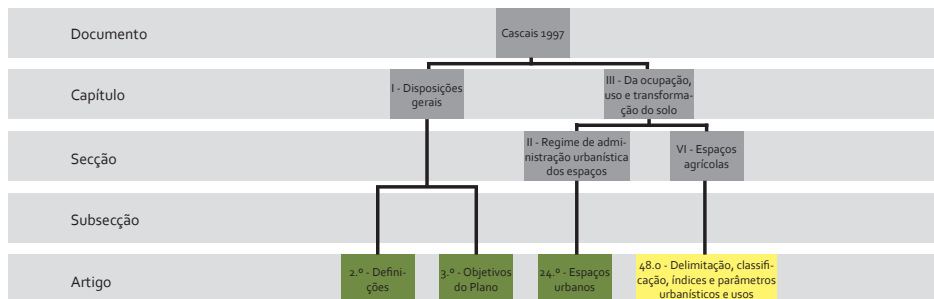 Documento
Cascais 1997
Capítulo
I - Disposições
gerais
III - Da ocupação,
uso e transforma-
ção do solo
Secção
II - Regime de admi-
nistração urbanística
dos espaços
VI - Espaços
agrícolas
Subsecção
Artigo
2.º - Defini-
ções
3.º - Objetivos
do Plano
24.º - Espaços
urbanos
48.o - Delimitação, classifi-
cação, índices e parâmetros
urbanísticos e usos